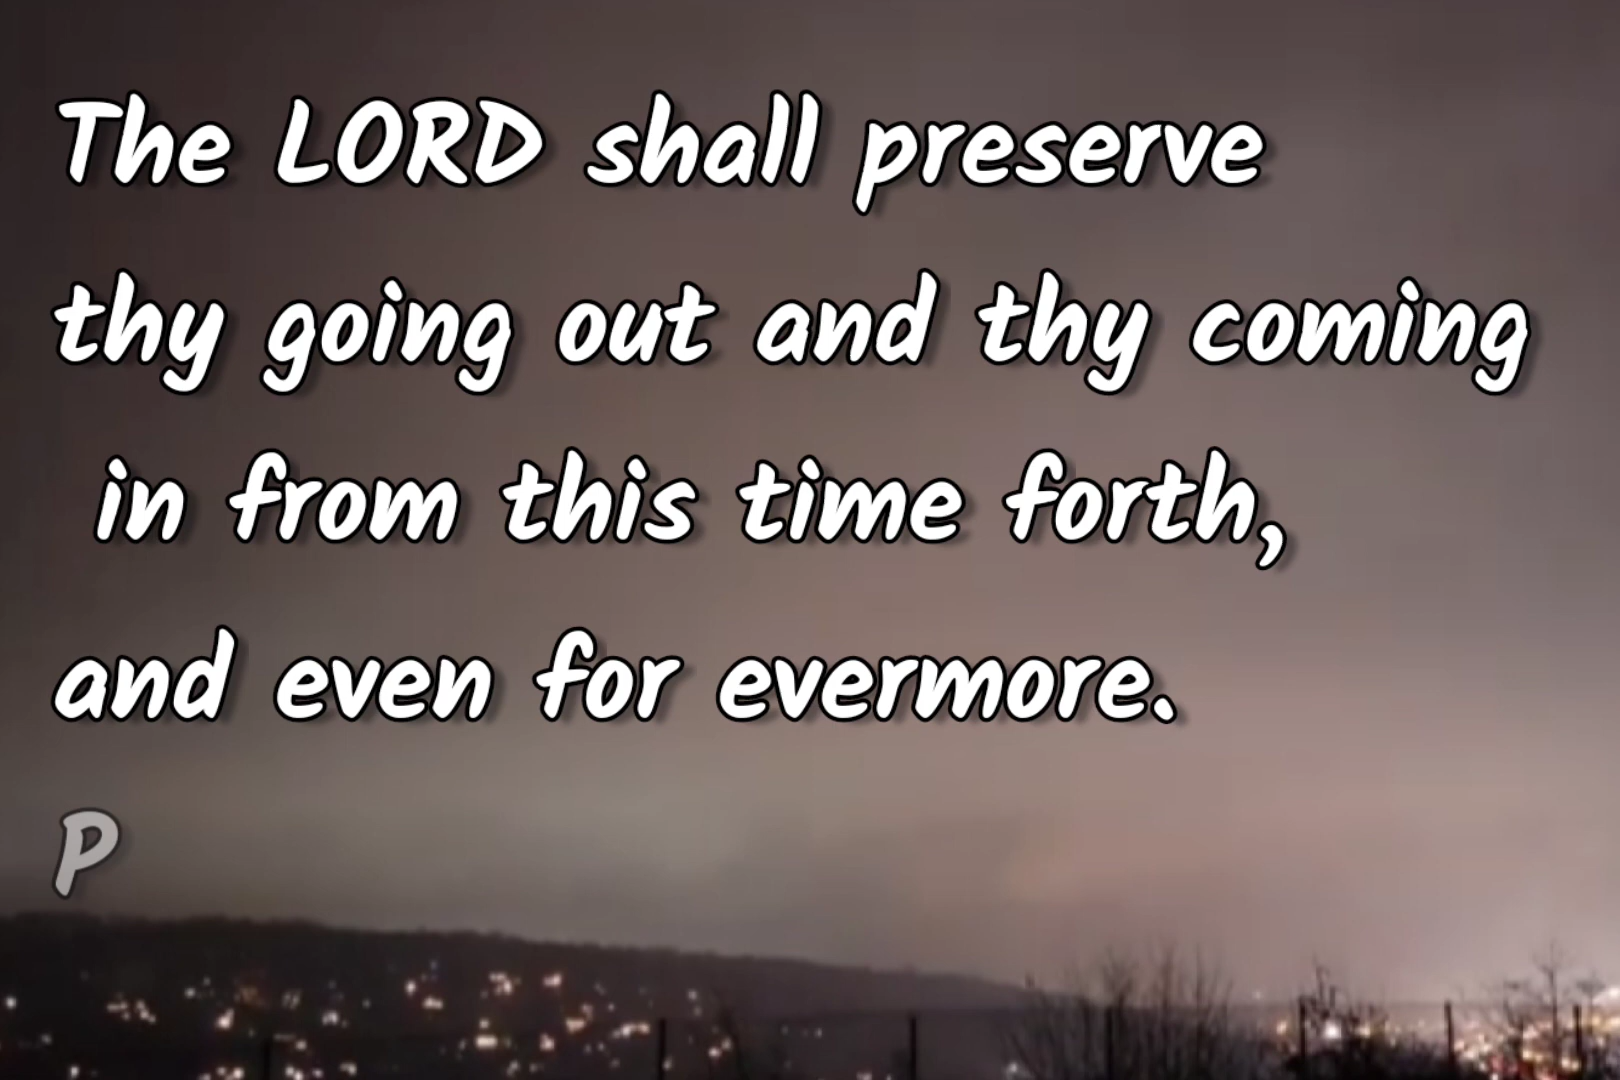 The LORD shall preserve
thy going out and thy coming
in from this time forth,
and even for evermore.
P